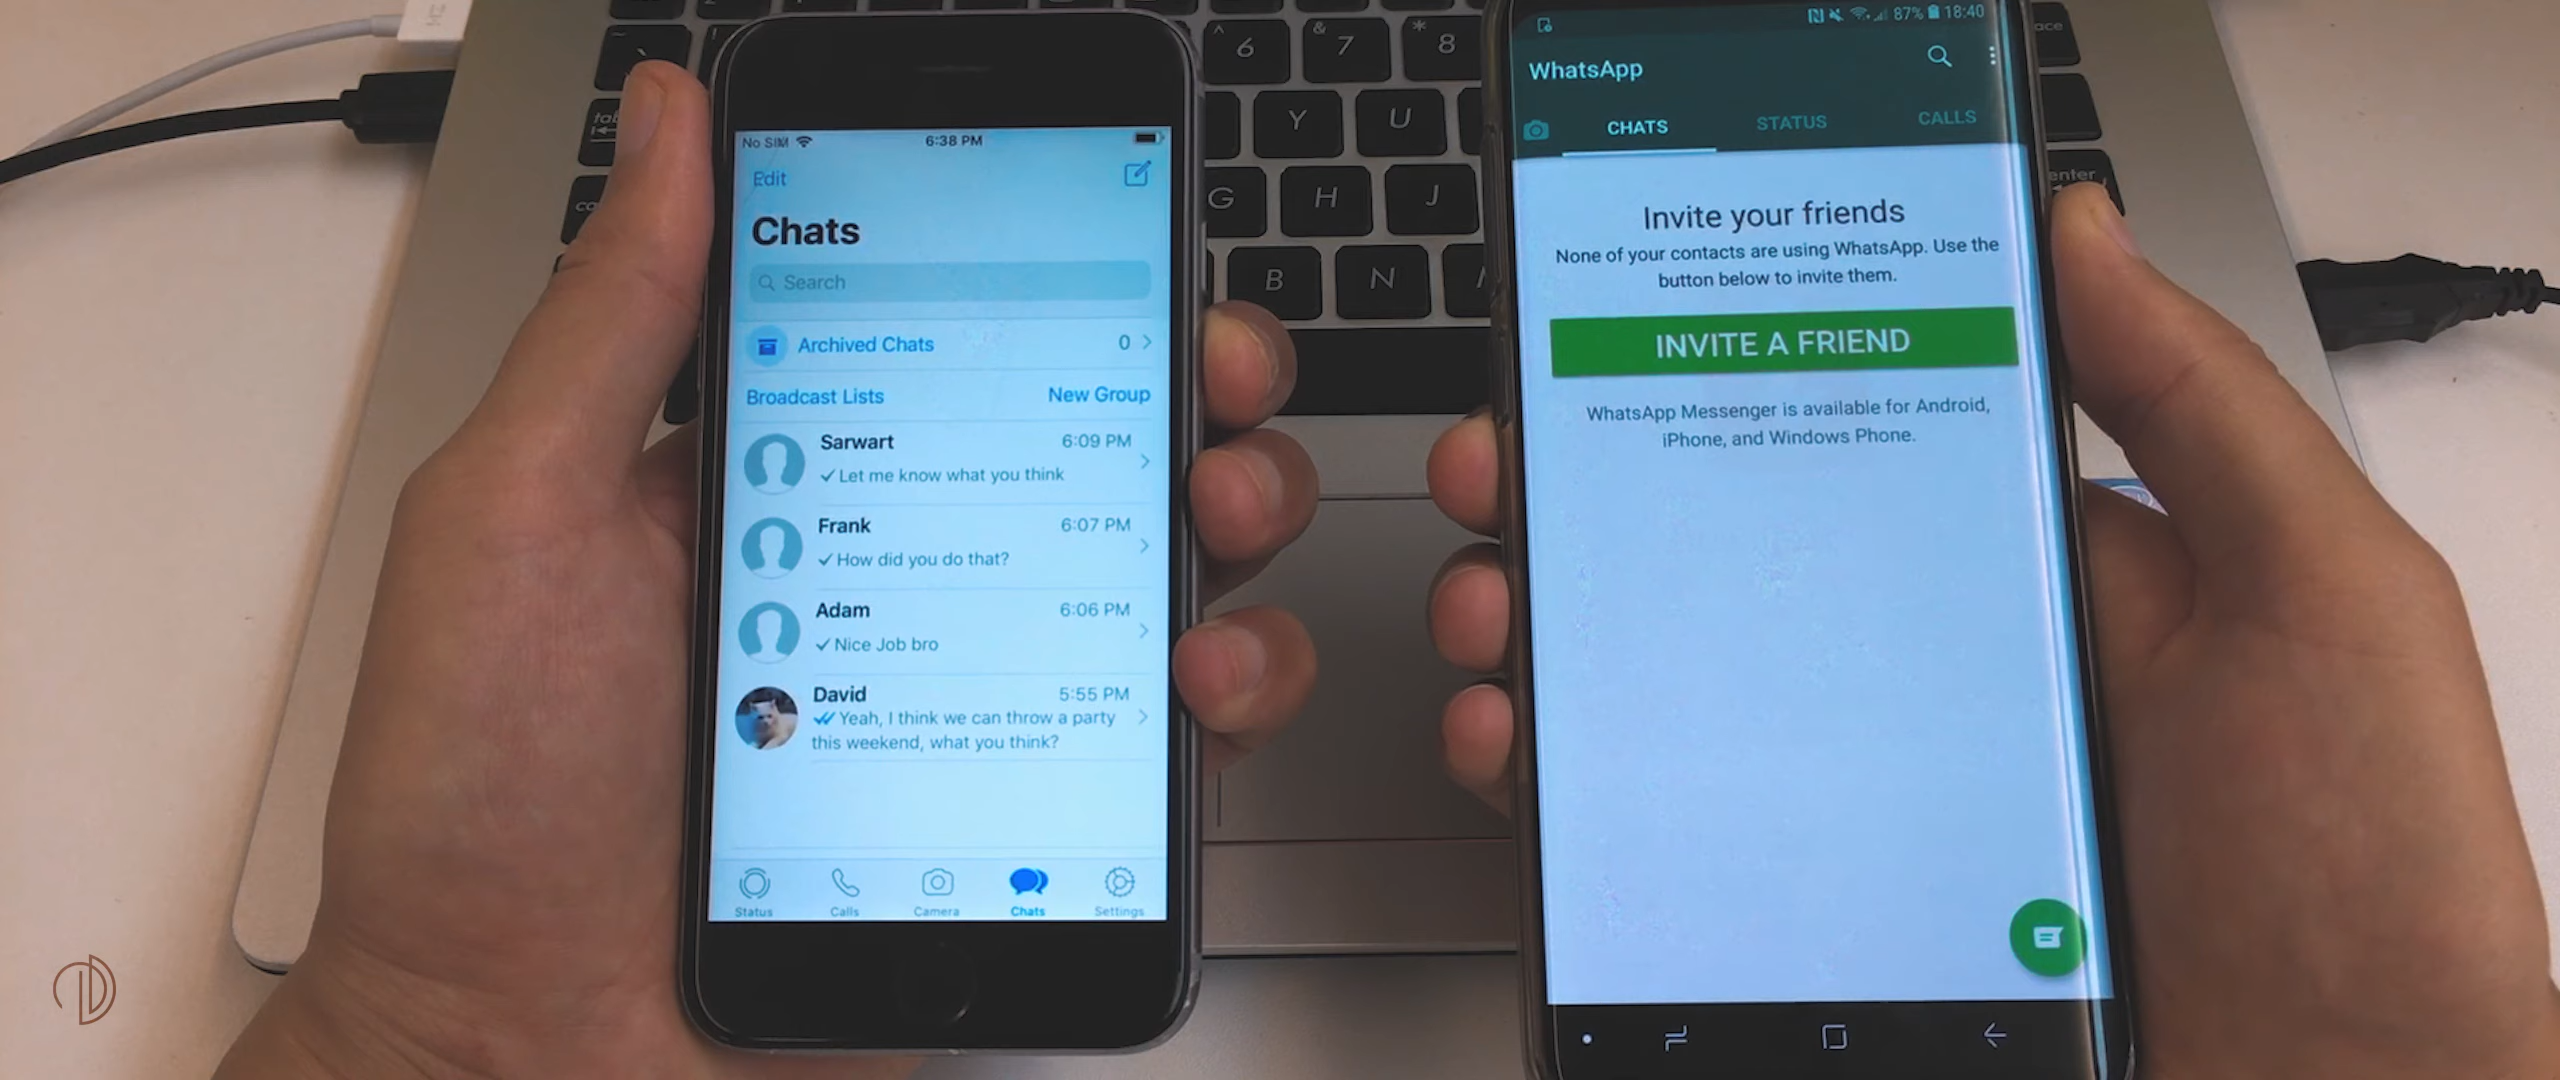 No SIM
6:38 PM
Edit
Chats
Search
Archived Chats
0
Broadcast Lists
New Group
Sarwart
6:09 PM
Let me know what you think
Frank
6:07 PM
How did you do that?
Adam
6:06 PM
Nice Job bro
David
5:55 PM
Yeah, I think we can throw a party
this weekend, what you think?
Status
Calls
Camera
Chats
Settings
~
`
tab
^
6
&
7
*
8
Y
U
G
H
J
B
N
enter
87%
18:40
WhatsApp
CHATS
STATUS
CALLS
Invite your friends
None of your contacts are using WhatsApp. Use the
button below to invite them.
INVITE A FRIEND
WhatsApp Messenger is available for Android,
iPhone, and Windows Phone.